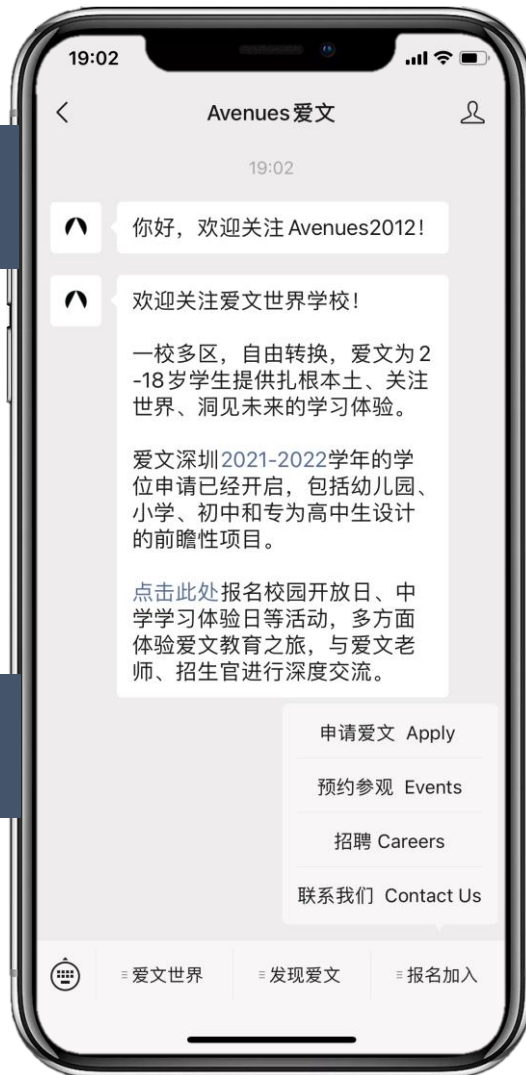 19:02
Avenues爱文
19:02
你好，欢迎关注Avenues2012!
欢迎关注爱文世界学校!
一校多区，自由转换，爱文为2
-18岁学生提供扎根本土、关注
世界、洞见未来的学习体验。
爱文深圳2021-2022学年的学
位申请已经开启，包括幼儿园、
小学、初中和专为高中生设计
的前瞻性项目。
点击此处报名校园开放日、中
学学习体验日等活动，多方面
体验爱文教育之旅，与爱文老
师、招生官进行深度交流。
申请爱文 Apply
预约参观 Events
招聘 Careers
联系我们 Contact Us
爱文世界
发现爱文
报名加入